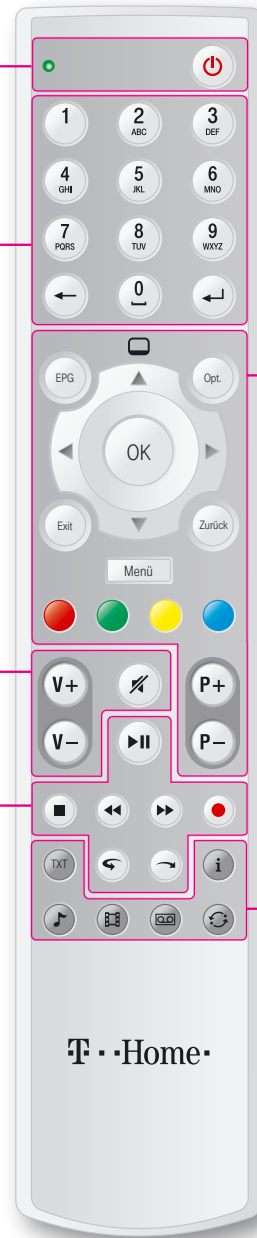 1 2 3
ABC DEF
4 5 6
GHI JKL MNO
7 8 9
PQRS TUV WXYZ
0
EPG Opt.
OK
Exit Zurück
Menü
V+ P+
V− P−
TXT i
T··Home·